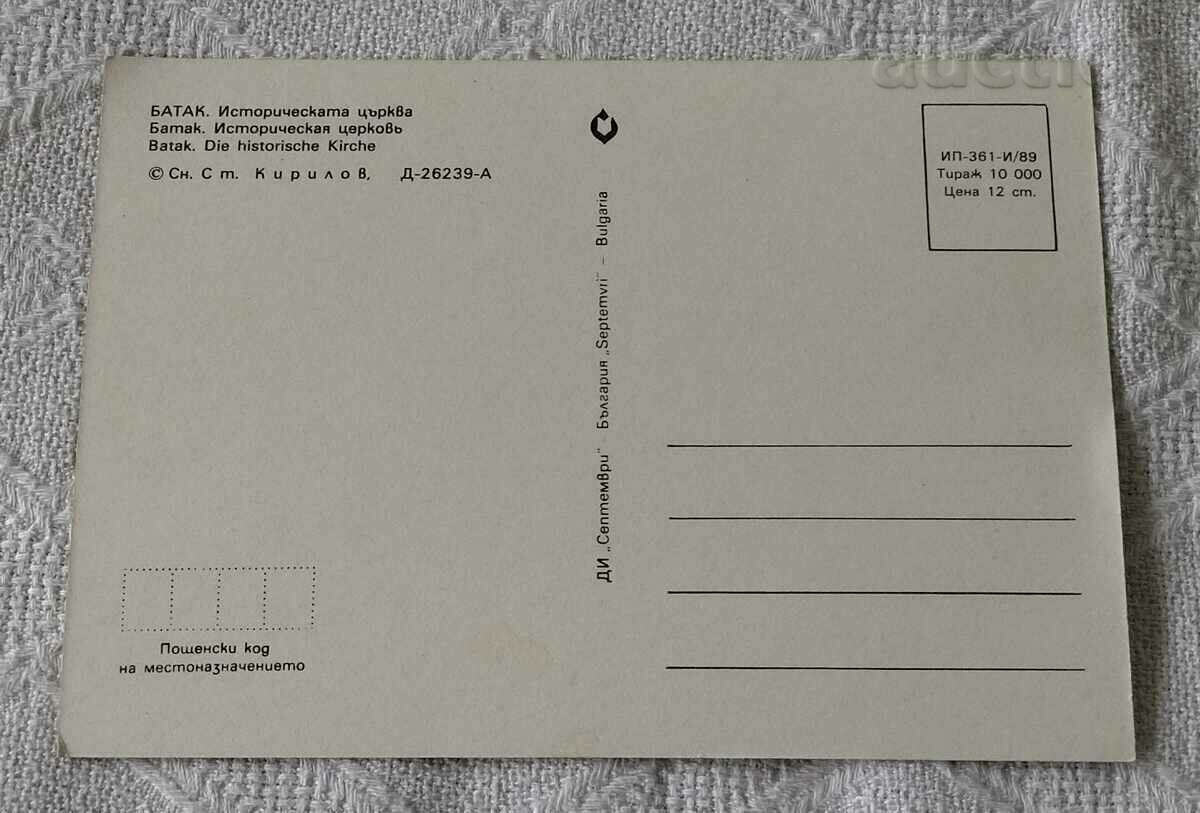 БАТАК. Историческата църква
Батак. Историческая церковь
Batak. Die historische Kirche
© Сн. Ст. Кирилов, Д-26239-А
ДИ „Септември" - България „Septemvri" - Bulgaria
ИП-361-И/89
Тираж 10 000
Цена 12 ст.
Пощенски код
на местоназначението